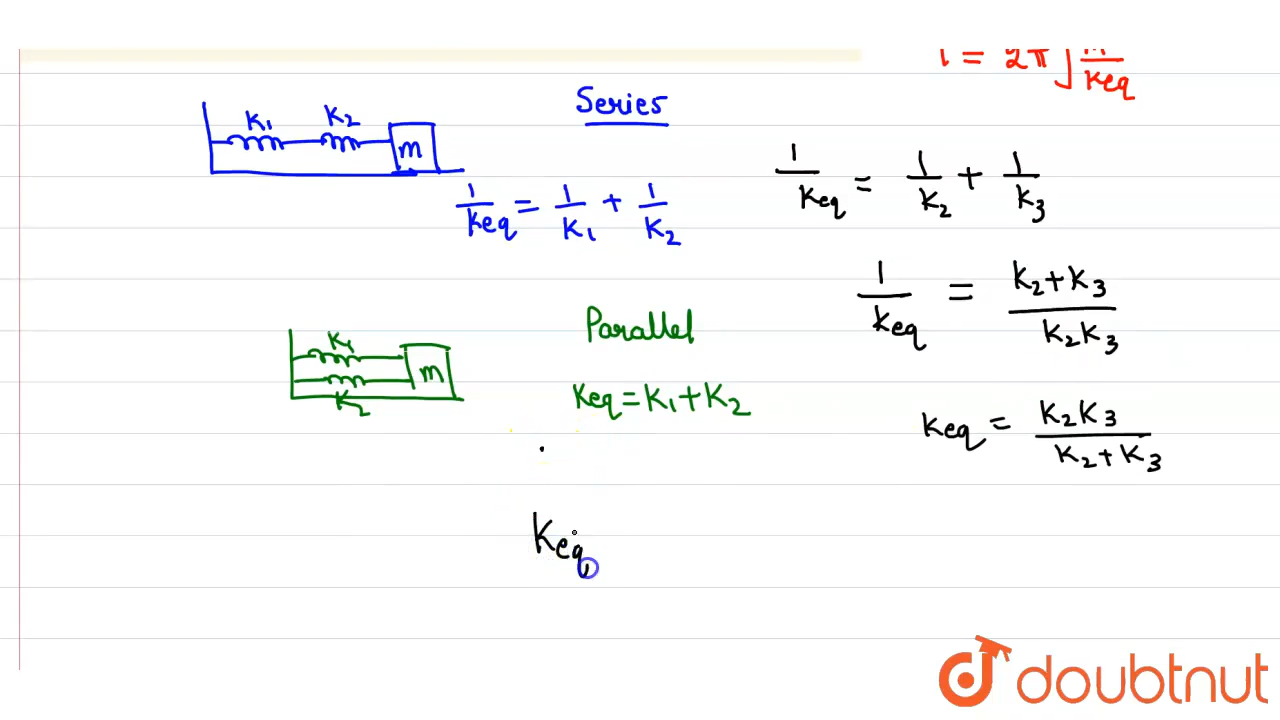 T = 2π√m/Keq
Series
K1 K2
m
1/Keq = 1/K1 + 1/K2
1/Keq = 1/K2 + 1/K3
1/Keq = K2+K3/K2K3
Parallel
K1
m
K2
Keq = K1+K2
Keq = K2K3/K2+K3
Keq
doubtnut